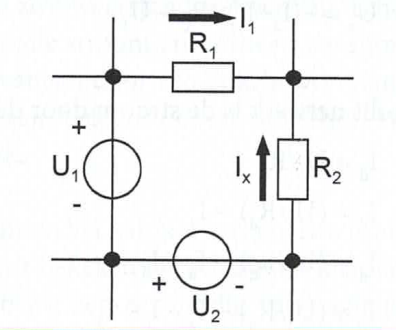 I₁
R₁
+
U₁
-
Iₓ
R₂
+
-
U₂